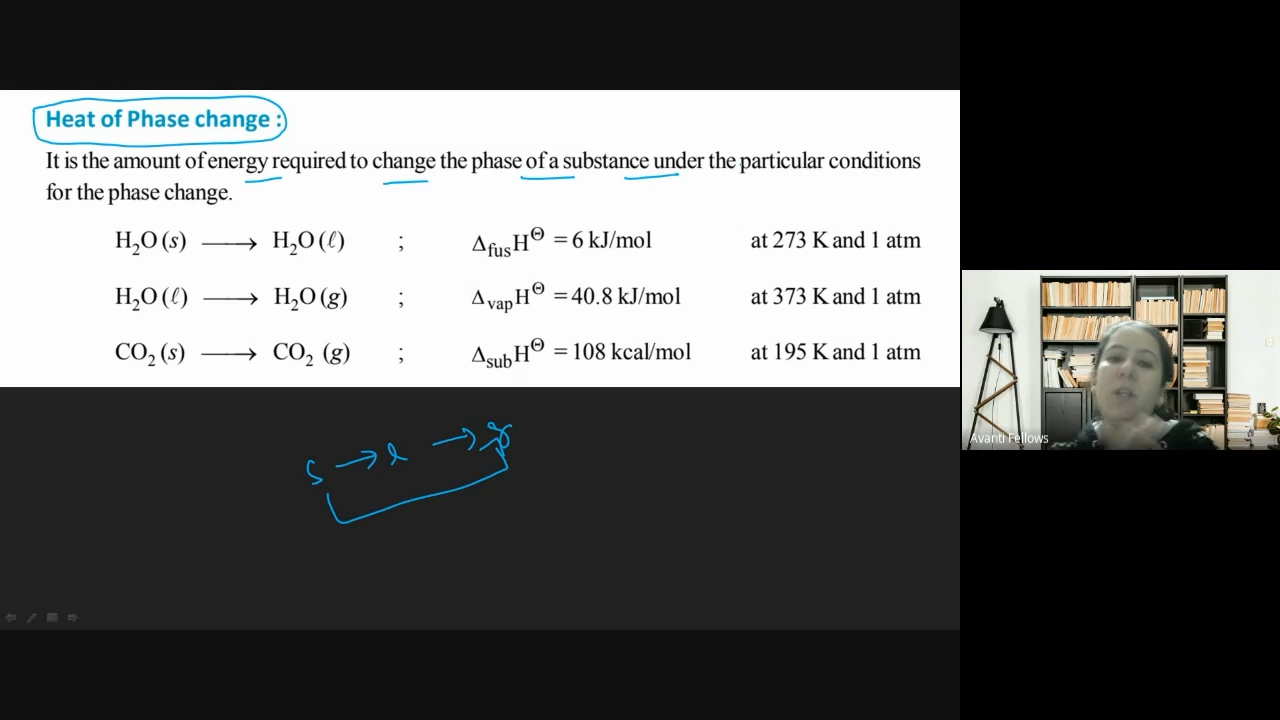 Heat of Phase change :
It is the amount of energy required to change the phase of a substance under the particular conditions
for the phase change.
H₂O (s) ⟶ H₂O (ℓ) ; Δ_fus H^Θ = 6 kJ/mol at 273 K and 1 atm
H₂O (ℓ) ⟶ H₂O (g) ; Δ_vap H^Θ = 40.8 kJ/mol at 373 K and 1 atm
CO₂ (s) ⟶ CO₂ (g) ; Δ_sub H^Θ = 108 kcal/mol at 195 K and 1 atm
s → l → g
Avanti Fellows